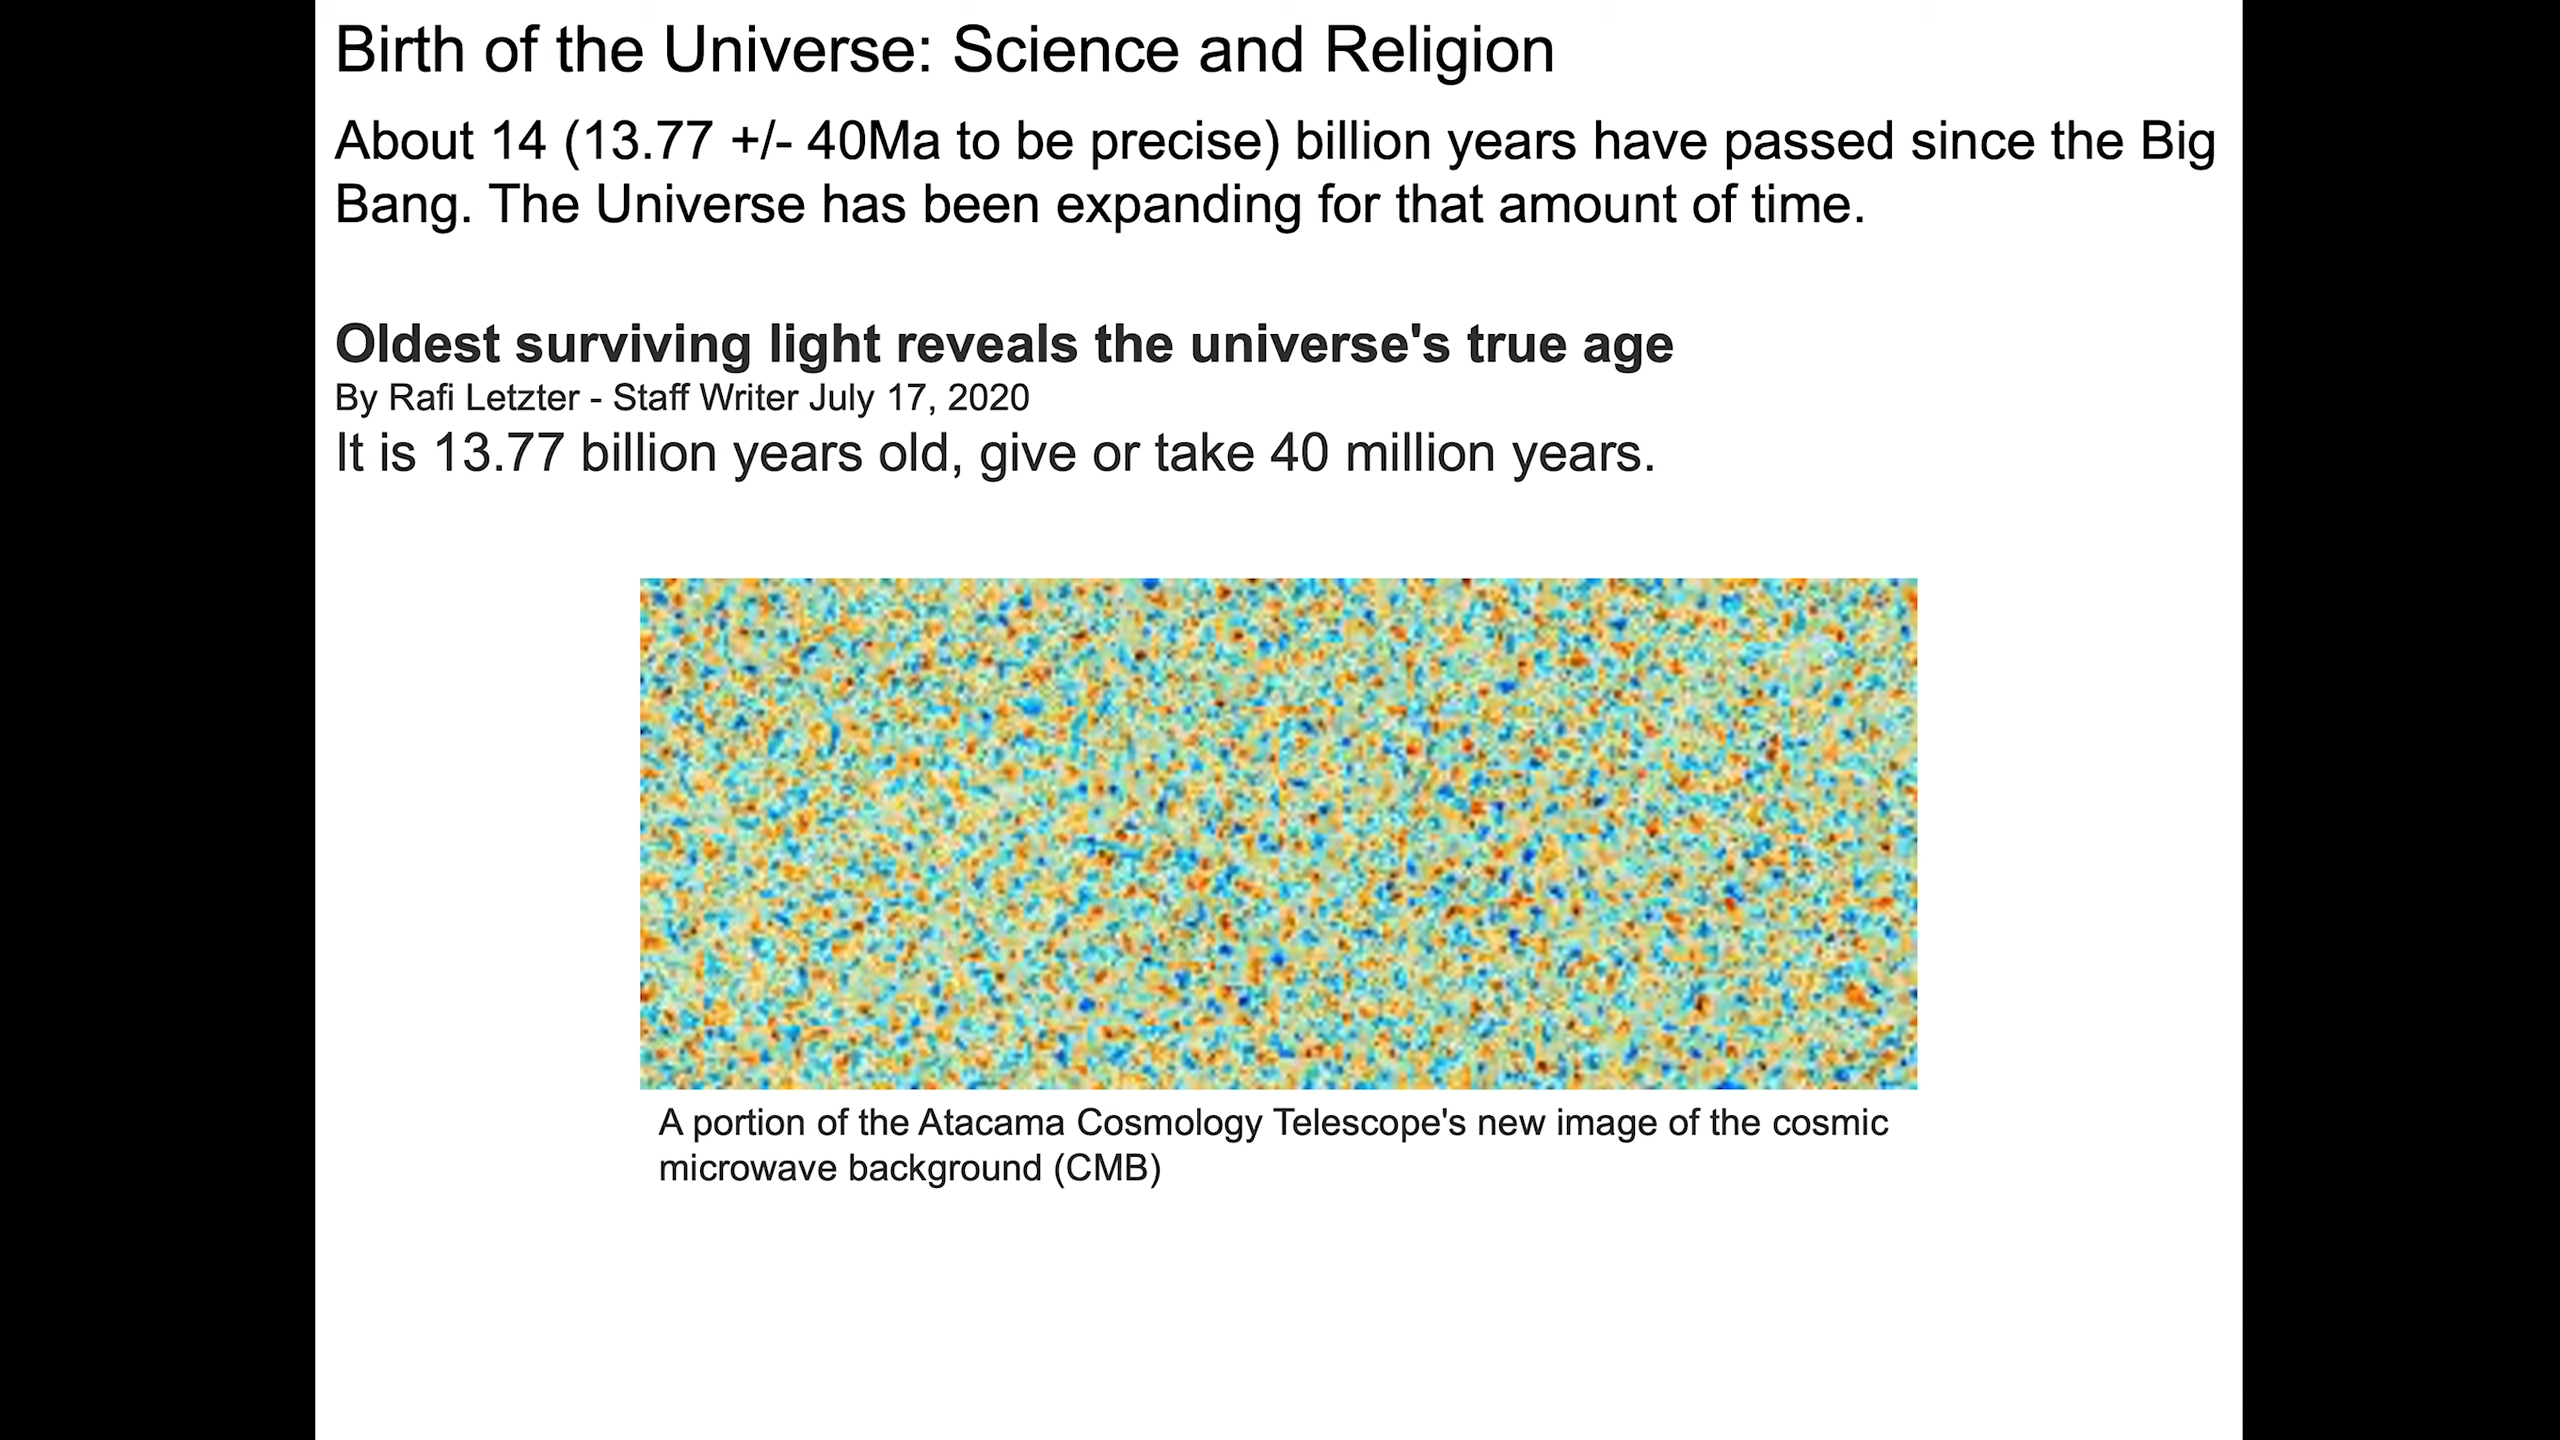 Birth of the Universe: Science and Religion
About 14 (13.77 +/- 40Ma to be precise) billion years have passed since the Big
Bang. The Universe has been expanding for that amount of time.
Oldest surviving light reveals the universe's true age
By Rafi Letzter - Staff Writer July 17, 2020
It is 13.77 billion years old, give or take 40 million years.
A portion of the Atacama Cosmology Telescope's new image of the cosmic
microwave background (CMB)